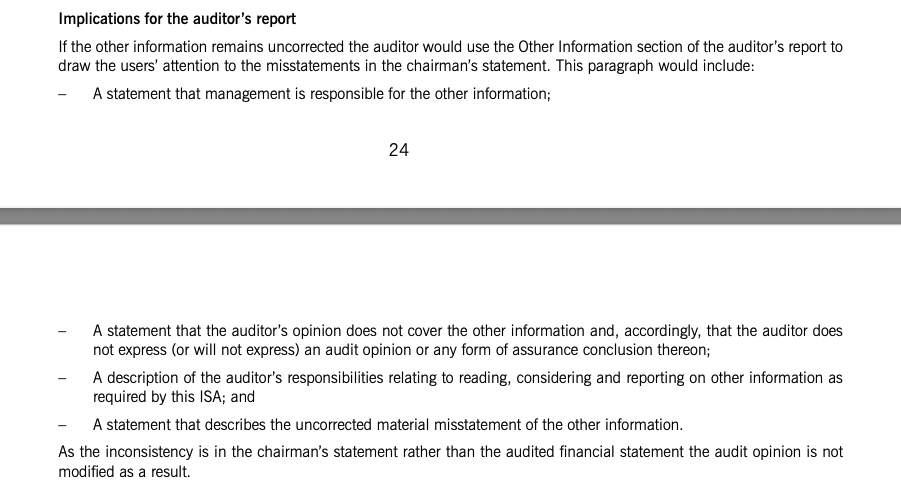 Implications for the auditor's report
If the other information remains uncorrected the auditor would use the Other Information section of the auditor's report to
draw the users' attention to the misstatements in the chairman's statement. This paragraph would include:
– A statement that management is responsible for the other information;
24
– A statement that the auditor's opinion does not cover the other information and, accordingly, that the auditor does
not express (or will not express) an audit opinion or any form of assurance conclusion thereon;
– A description of the auditor's responsibilities relating to reading, considering and reporting on other information as
required by this ISA; and
– A statement that describes the uncorrected material misstatement of the other information.
As the inconsistency is in the chairman's statement rather than the audited financial statement the audit opinion is not
modified as a result.